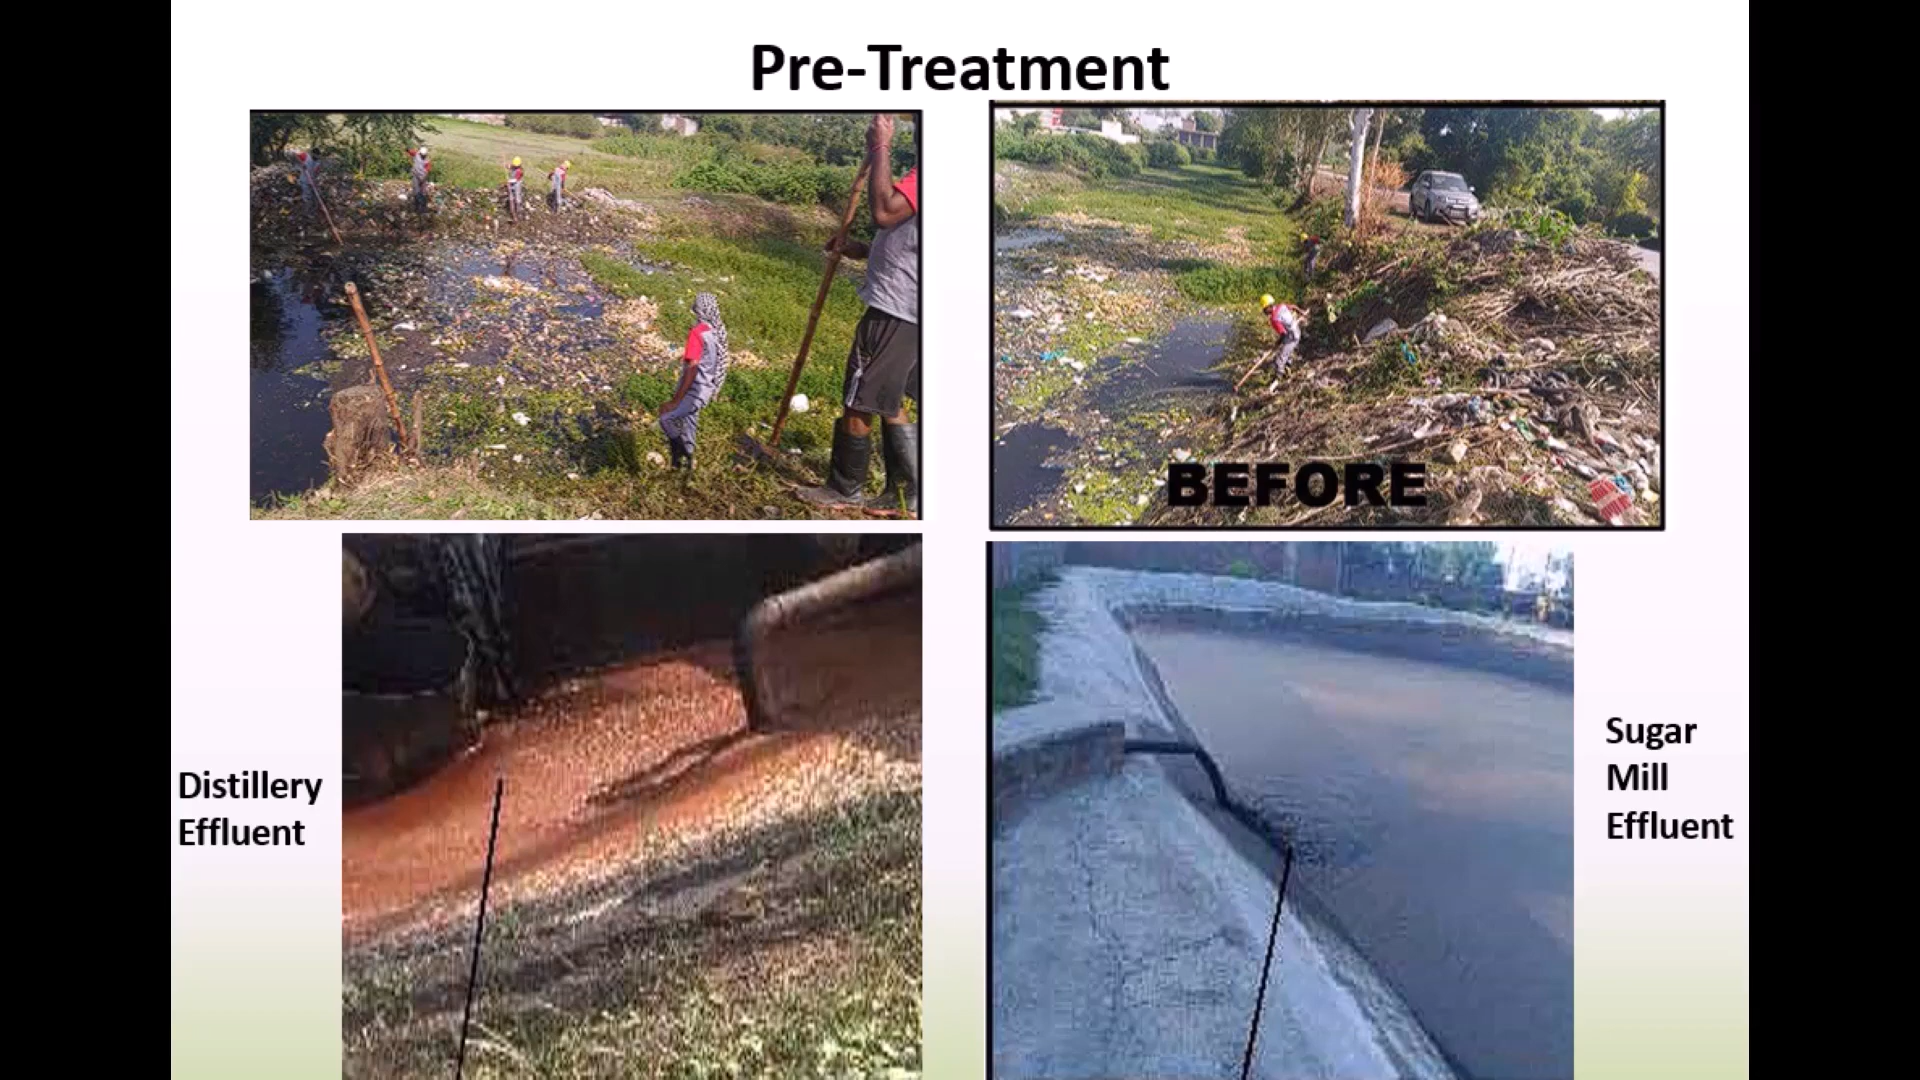 Pre-Treatment
BEFORE
Distillery
Effluent
Sugar
Mill
Effluent